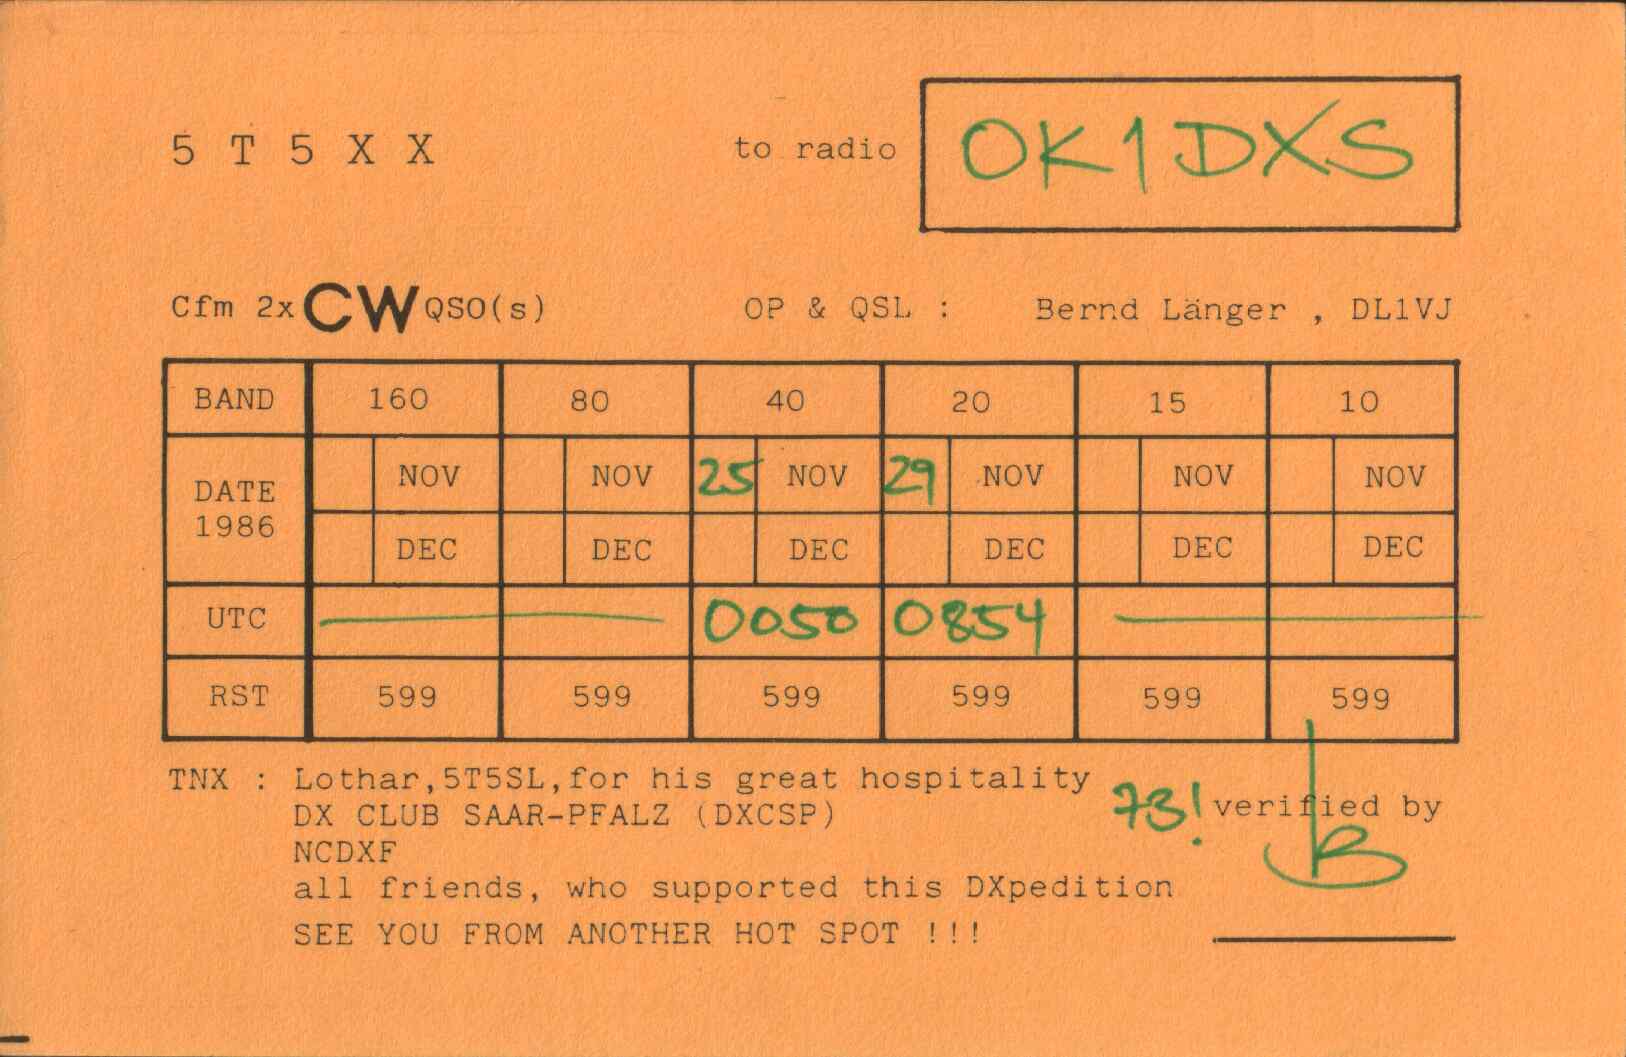 5T5XX to radio OK1DXS
Cfm 2x CW QSO(s) OP & QSL : Bernd Länger , DL1VJ
BAND 160 80 40 20 15 10
DATE 1986 NOV NOV 25 NOV 29 NOV NOV NOV
DEC DEC DEC DEC DEC DEC
UTC 0050 0854
RST 599 599 599 599 599 599
TNX : Lothar,5T5SL,for his great hospitality
73! verified by
DX CLUB SAAR-PFALZ (DXCSP)
NCDXF
all friends, who supported this DXpedition
SEE YOU FROM ANOTHER HOT SPOT !!!